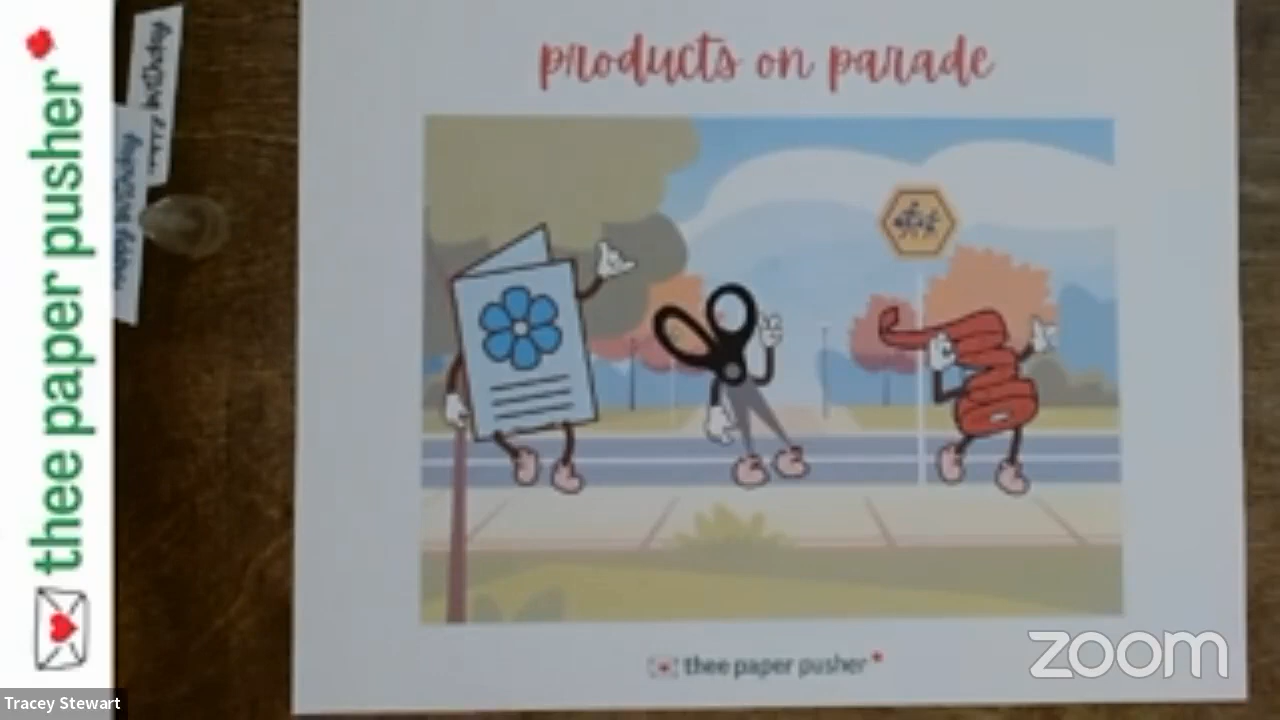 products on parade
thee paper pusher
thee paper pusher
birthday
zoom
Tracey Stewart